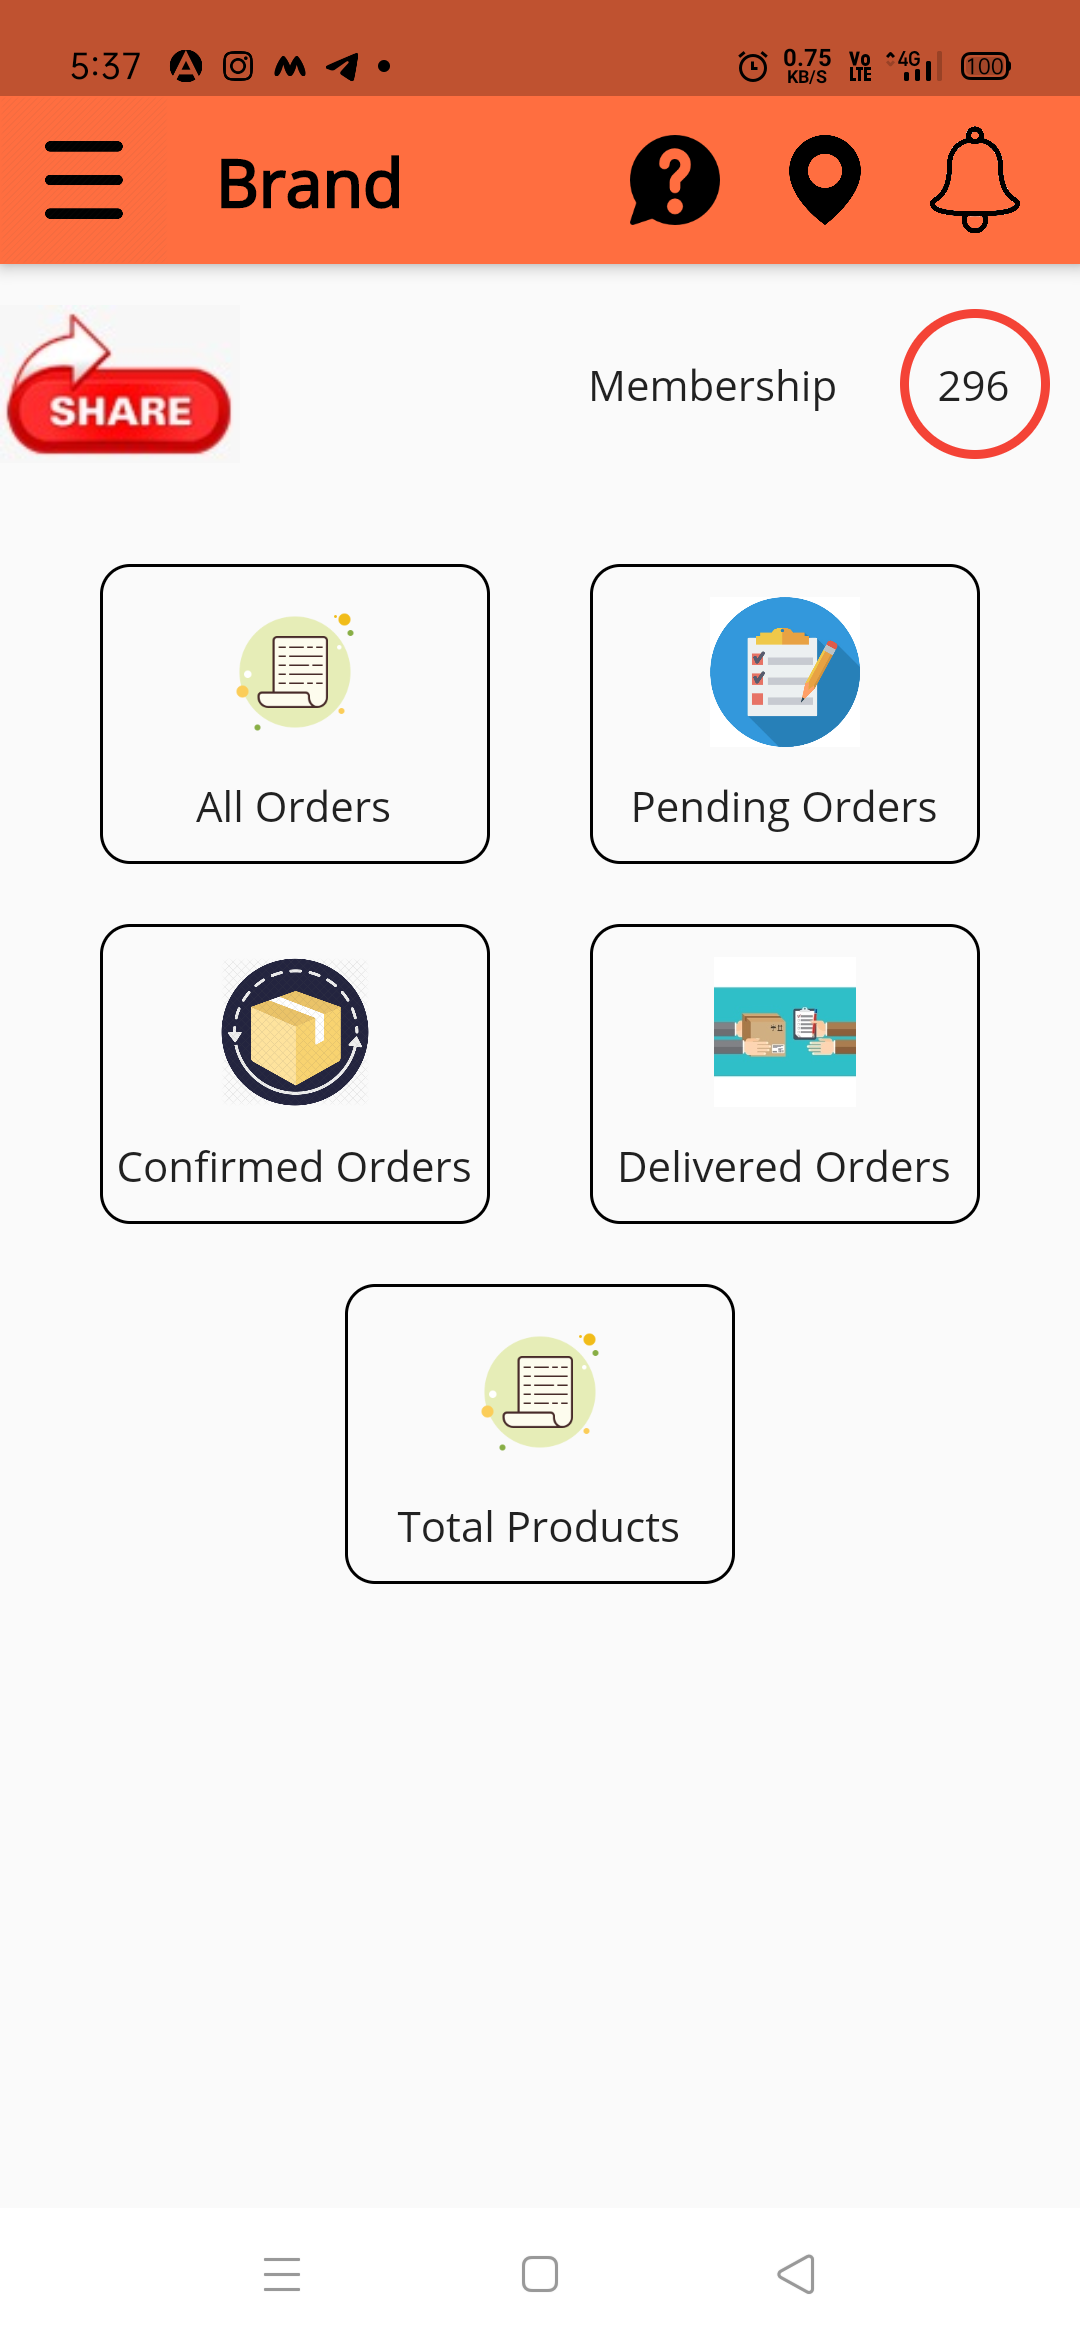 5:37
0.75 KB/S
Vo LTE
4G
100
Brand
SHARE
Membership
296
All Orders
Pending Orders
Confirmed Orders
Delivered Orders
Total Products